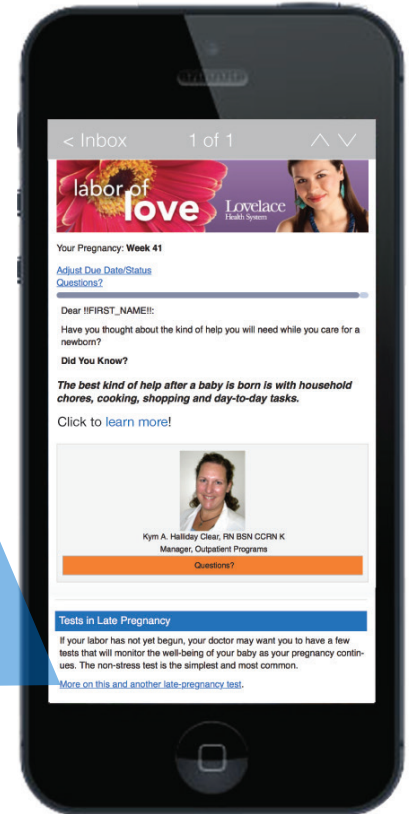 < Inbox 1 of 1
labor of
love
Lovelace
Health System
Your Pregnancy: Week 41
Adjust Due Date/Status
Questions?
Dear !!FIRST_NAME!!:
Have you thought about the kind of help you will need while you care for a
newborn?
Did You Know?
The best kind of help after a baby is born is with household
chores, cooking, shopping and day-to-day tasks.
Click to learn more!
Kym A. Halliday Clear, RN BSN CCRN K
Manager, Outpatient Programs
Questions?
Tests in Late Pregnancy
If your labor has not yet begun, your doctor may want you to have a few
tests that will monitor the well-being of your baby as your pregnancy contin-
ues. The non-stress test is the simplest and most common.
More on this and another late-pregnancy test.